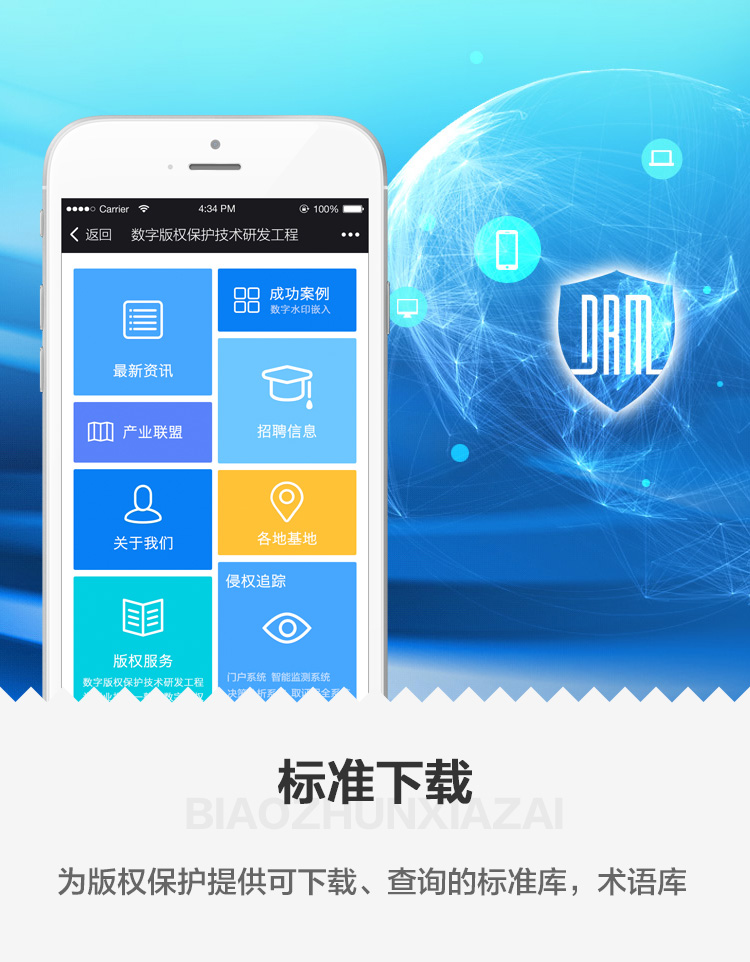 Carrier 4:34 PM 100%
返回 数字版权保护技术研发工程
最新资讯
成功案例
数字水印嵌入
产业联盟
招聘信息
关于我们
各地基地
版权服务
数字版权保护技术研发工程
侵权追踪
门户系统 智能监测系统
DAM
标准下载
BIAOZHUNXIAZAI
为版权保护提供可下载、查询的标准库，术语库